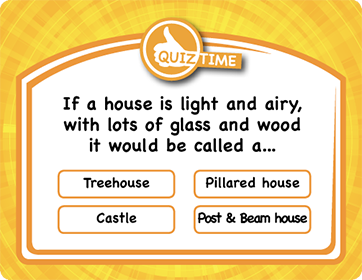 QUIZ TIME
If a house is light and airy,
with lots of glass and wood
it would be called a...
Treehouse
Pillared house
Castle
Post & Beam house